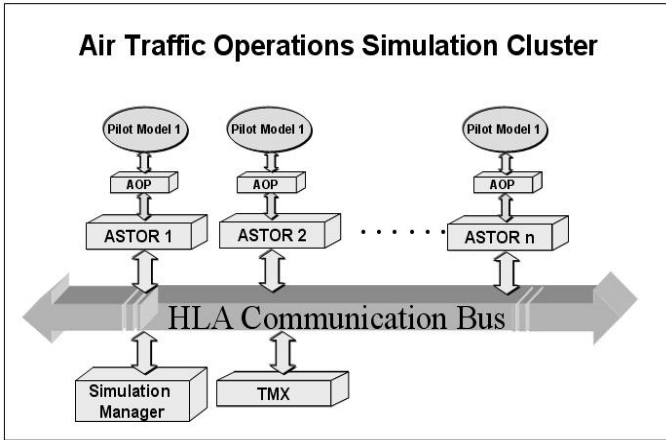 Air Traffic Operations Simulation Cluster
Pilot Model 1
Pilot Model 1
Pilot Model 1
AOP
AOP
AOP
ASTOR 1
ASTOR 2
. . . . . .
ASTOR n
HLA Communication Bus
Simulation
Manager
TMX